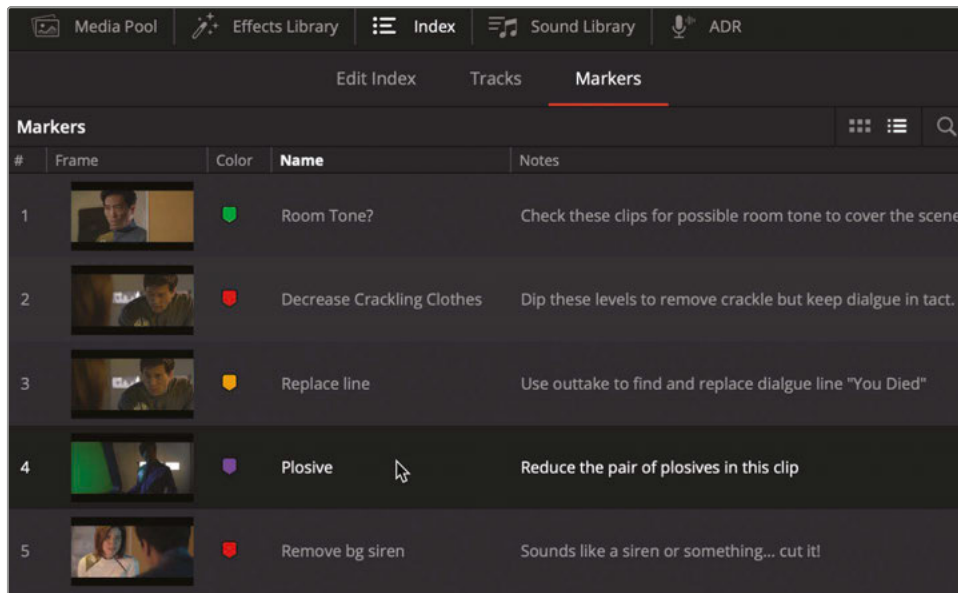 Media Pool Effects Library Index Sound Library ADR
Edit Index Tracks Markers
Markers
# Frame Color Name Notes
1 Room Tone? Check these clips for possible room tone to cover the scene
2 Decrease Crackling Clothes Dip these levels to remove crackle but keep dialgue in tact.
3 Replace line Use outtake to find and replace dialgue line "You Died"
4 Plosive Reduce the pair of plosives in this clip
5 Remove bg siren Sounds like a siren or something... cut it!